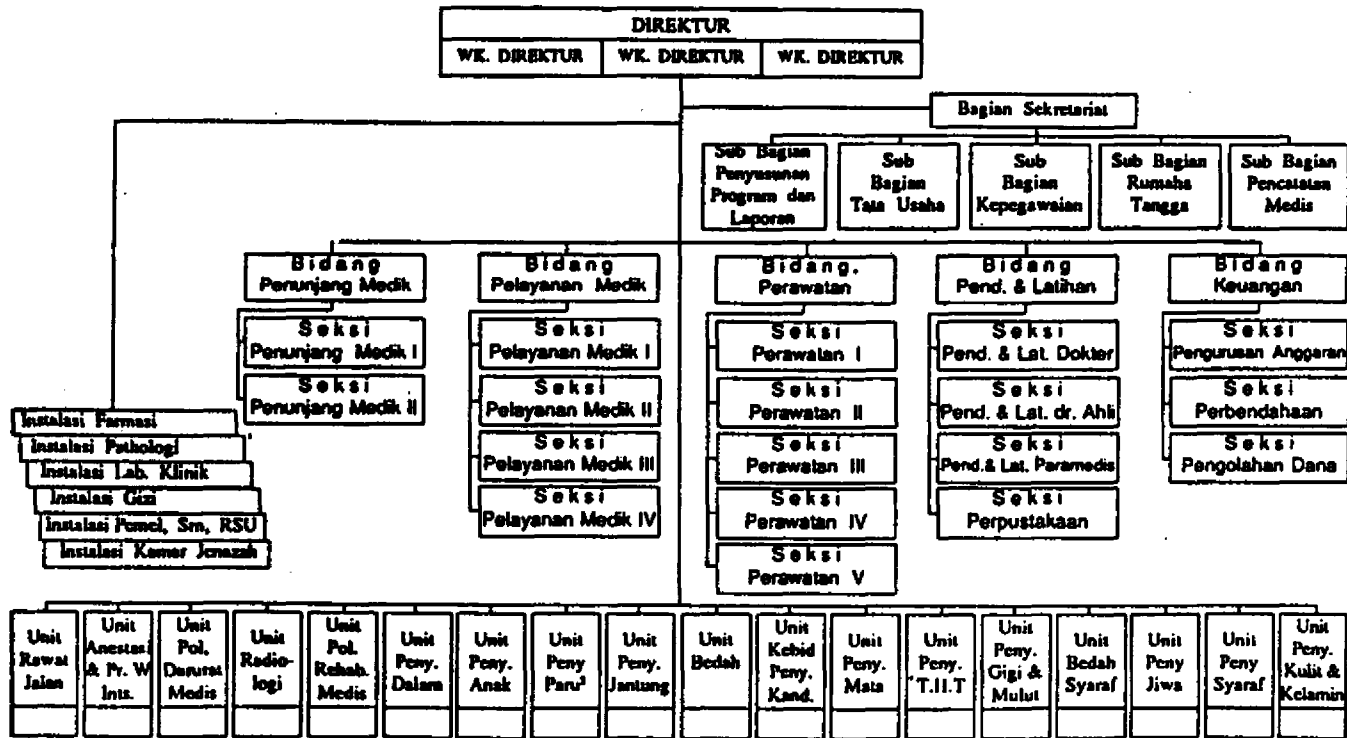 DIREKTUR
WK. DIREKTUR
WK. DIREKTUR
WK. DIREKTUR
Bagian Sekretariat
Sub Bagian
Penyusunan
Program dan
Laporan
Sub
Bagian
Tata Usaha
Sub
Bagian
Kepegawaian
Sub Bagian
Rumaha
Tangga
Sub Bagian
Pencatatan
Medis
Bidang
Penunjang Medik
Bidang
Pelayanan Medik
Bidang.
Perawatan
Bidang
Pend. & Latihan
Bidang
Keuangan
Seksi
Penunjang Medik I
Seksi
Penunjang Medik II
Seksi
Pelayanan Medik I
Seksi
Pelayanan Medik II
Seksi
Pelayanan Medik III
Seksi
Pelayanan Medik IV
Seksi
Perawatan I
Seksi
Perawatan II
Seksi
Perawatan III
Seksi
Perawatan IV
Seksi
Perawatan V
Seksi
Pend. & Lat. Dokter
Seksi
Pend. & Lat. dr. Ahli
Seksi
Pend. & Lat. Paramedis
Seksi
Perpustakaan
Seksi
Pengurusan Anggaran
Seksi
Perbendahaan
Seksi
Pengolahan Dana
Instalasi Farmasi
Instalasi Pathologi
Instalasi Lab. Klinik
Instalasi Gizi
Instalasi Pemel, Srn, RSU
Instalasi Kamar Jenazah
Unit
Rawat
Jalan
Unit
Anestasi
& Pr. W
Ints.
Unit
Pol.
Darurat
Medis
Unit
Radio-
logi
Unit
Pol.
Rehab.
Medis
Unit
Peny.
Dalam
Unit
Peny.
Anak
Unit
Peny
Paru²
Unit
Peny.
Jantung
Unit
Bedah
Unit
Kebid
Peny.
Kand.
Unit
Peny.
Mata
Unit
Peny.
T.H.T
Unit
Peny.
Gigi &
Mulut
Unit
Bedah
Syaraf
Unit
Peny
Jiwa
Unit
Peny
Syaraf
Unit
Peny.
Kulit &
Kelamin